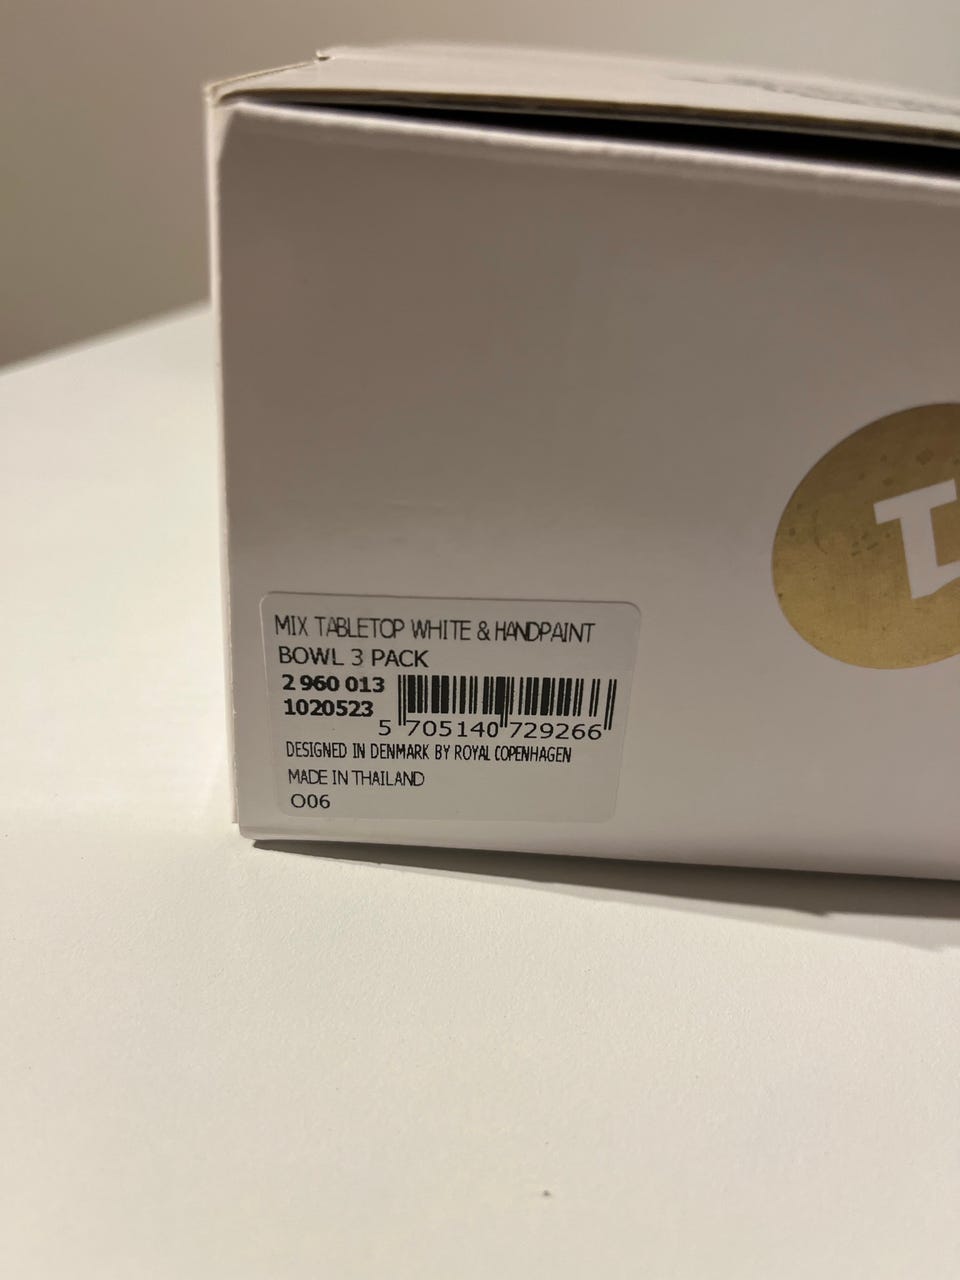 MIX TABLETOP WHITE & HANDPAINT
BOWL 3 PACK
2 960 013
1020523
5 705140 729266
DESIGNED IN DENMARK BY ROYAL COPENHAGEN
MADE IN THAILAND
O06